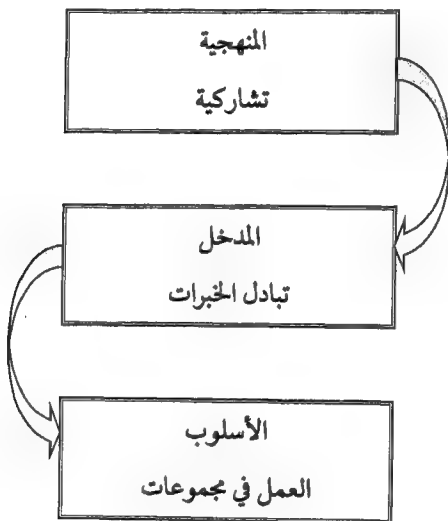 المنهجية
تشاركية
المدخل
تبادل الخبرات
الأسلوب
العمل في مجموعات